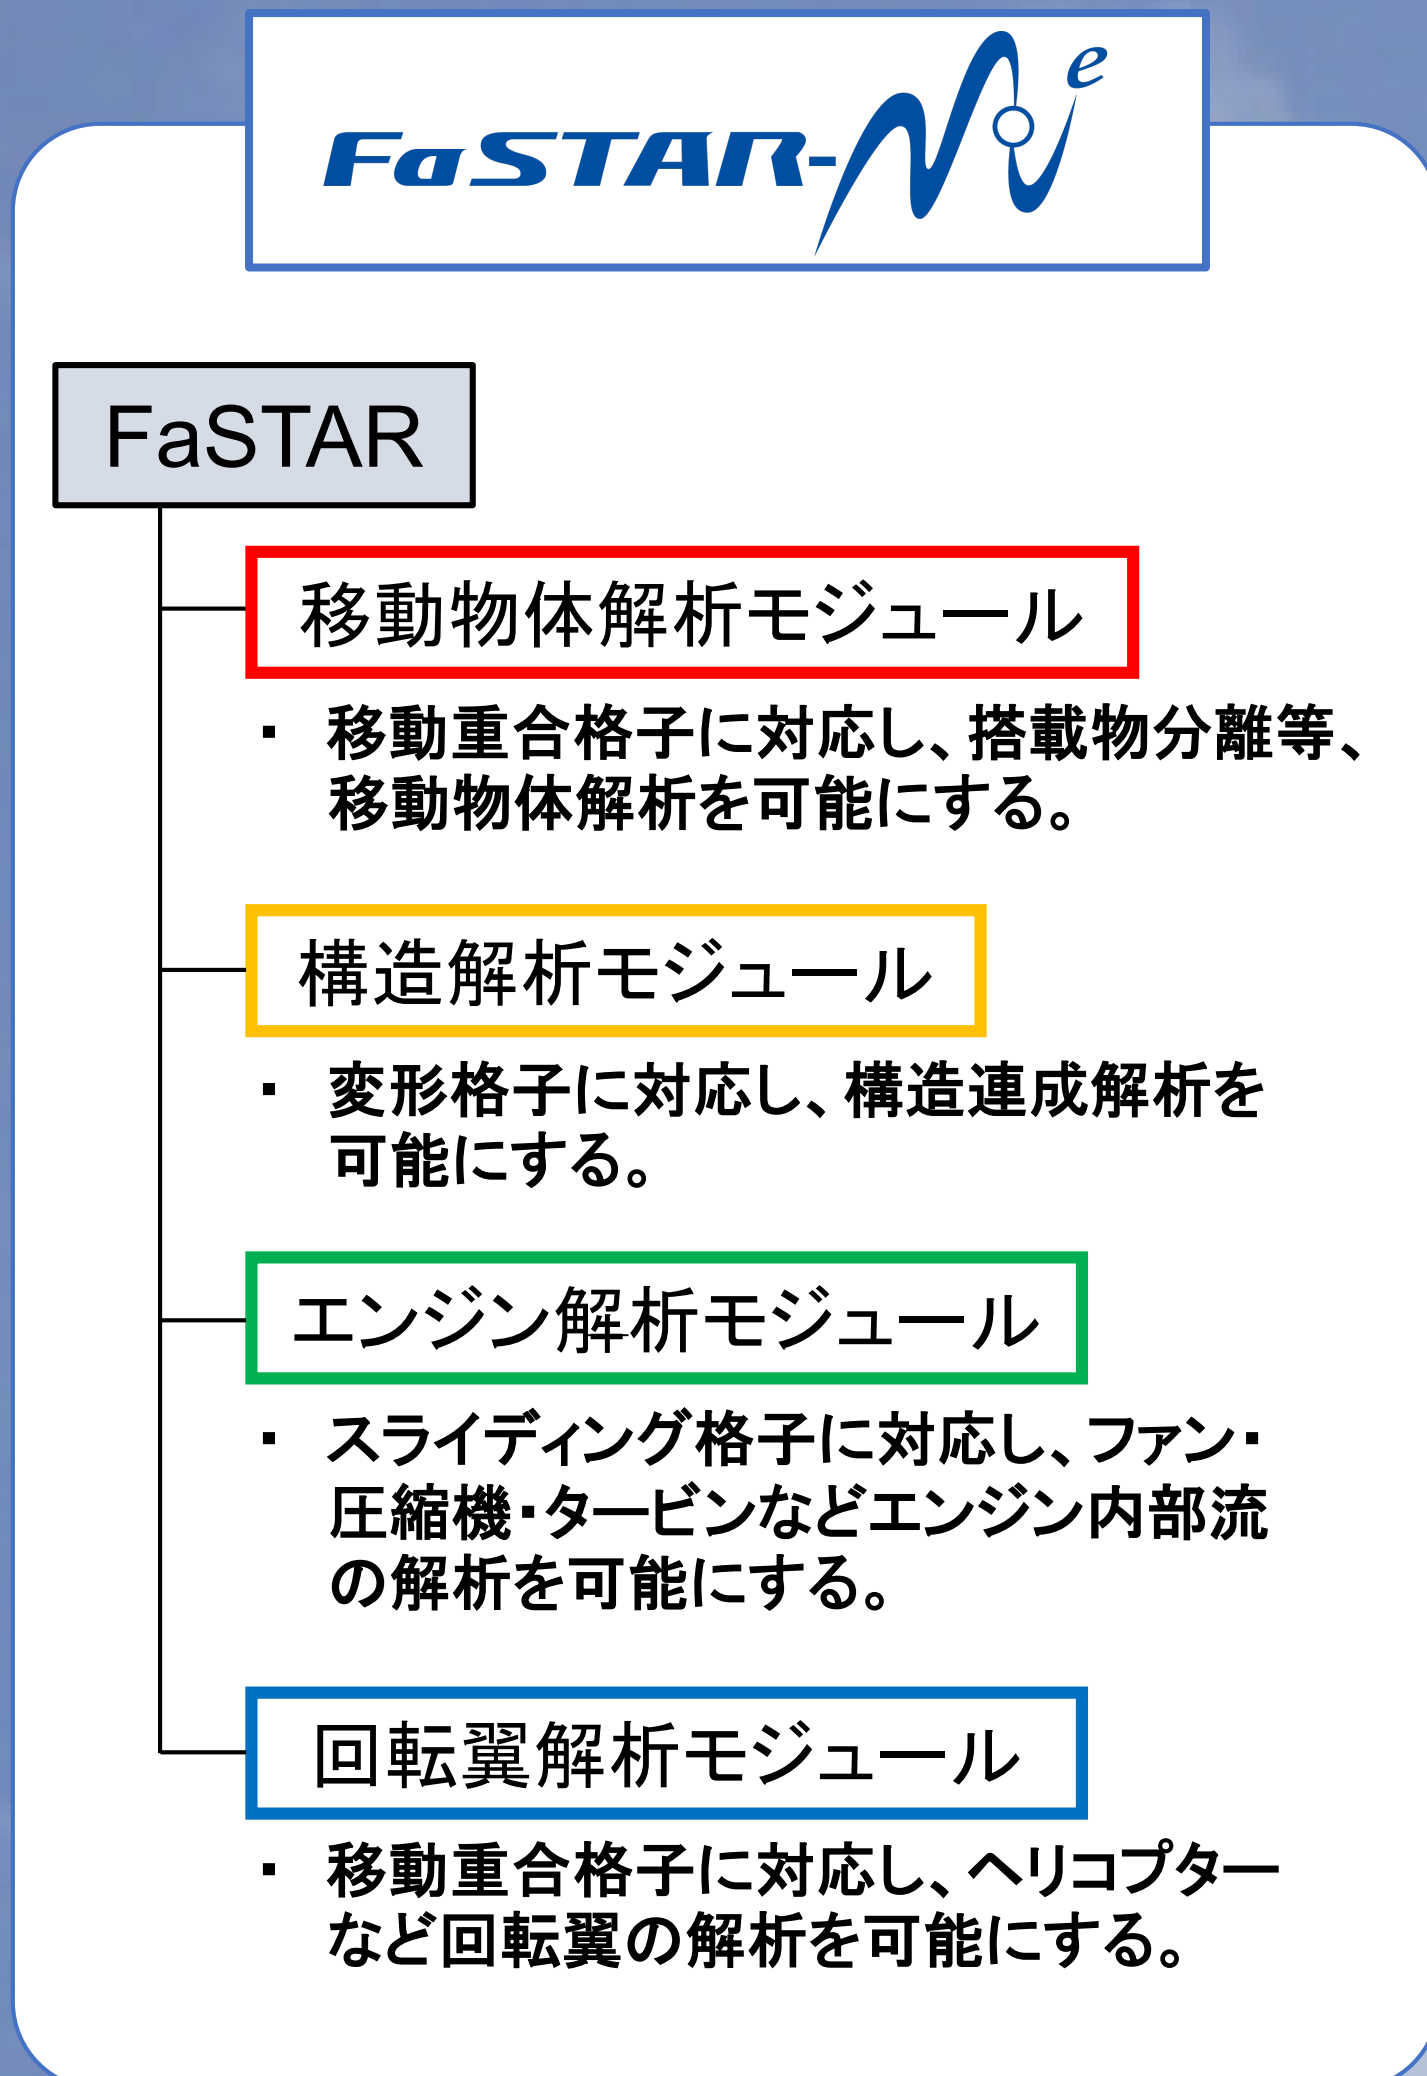 FaSTAR-Move
FaSTAR
移動物体解析モジュール
▪ 移動重合格子に対応し、搭載物分離等、
移動物体解析を可能にする。
構造解析モジュール
▪ 変形格子に対応し、構造連成解析を
可能にする。
エンジン解析モジュール
▪ スライディング格子に対応し、ファン・
圧縮機・タービンなどエンジン内部流
の解析を可能にする。
回転翼解析モジュール
▪ 移動重合格子に対応し、ヘリコプター
など回転翼の解析を可能にする。